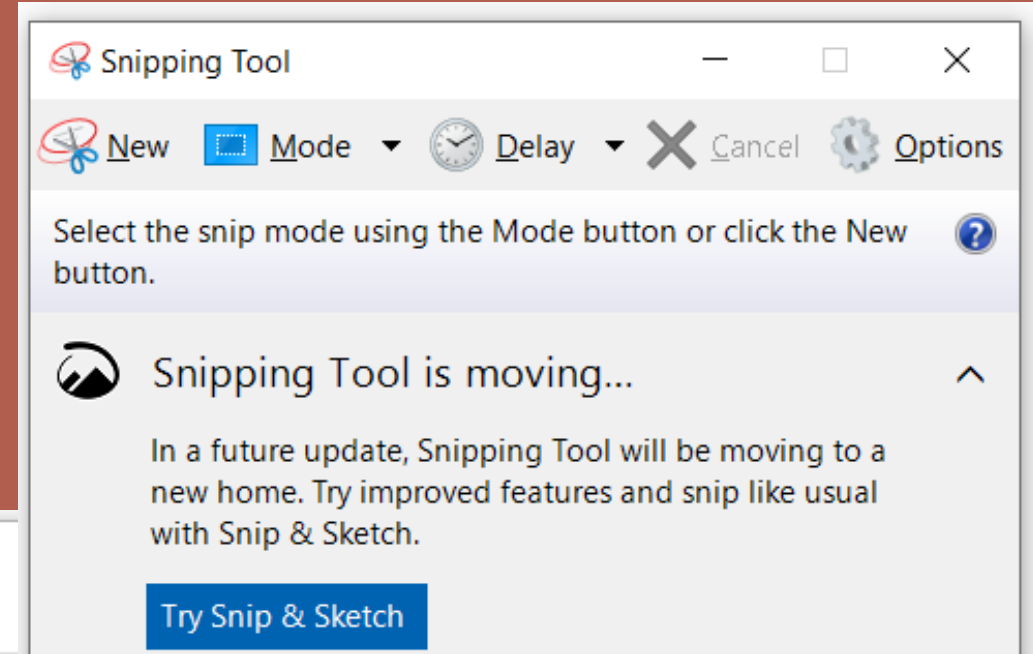 Snipping Tool
New Mode Delay Cancel Options
Select the snip mode using the Mode button or click the New
button.
Snipping Tool is moving...
In a future update, Snipping Tool will be moving to a
new home. Try improved features and snip like usual
with Snip & Sketch.
Try Snip & Sketch